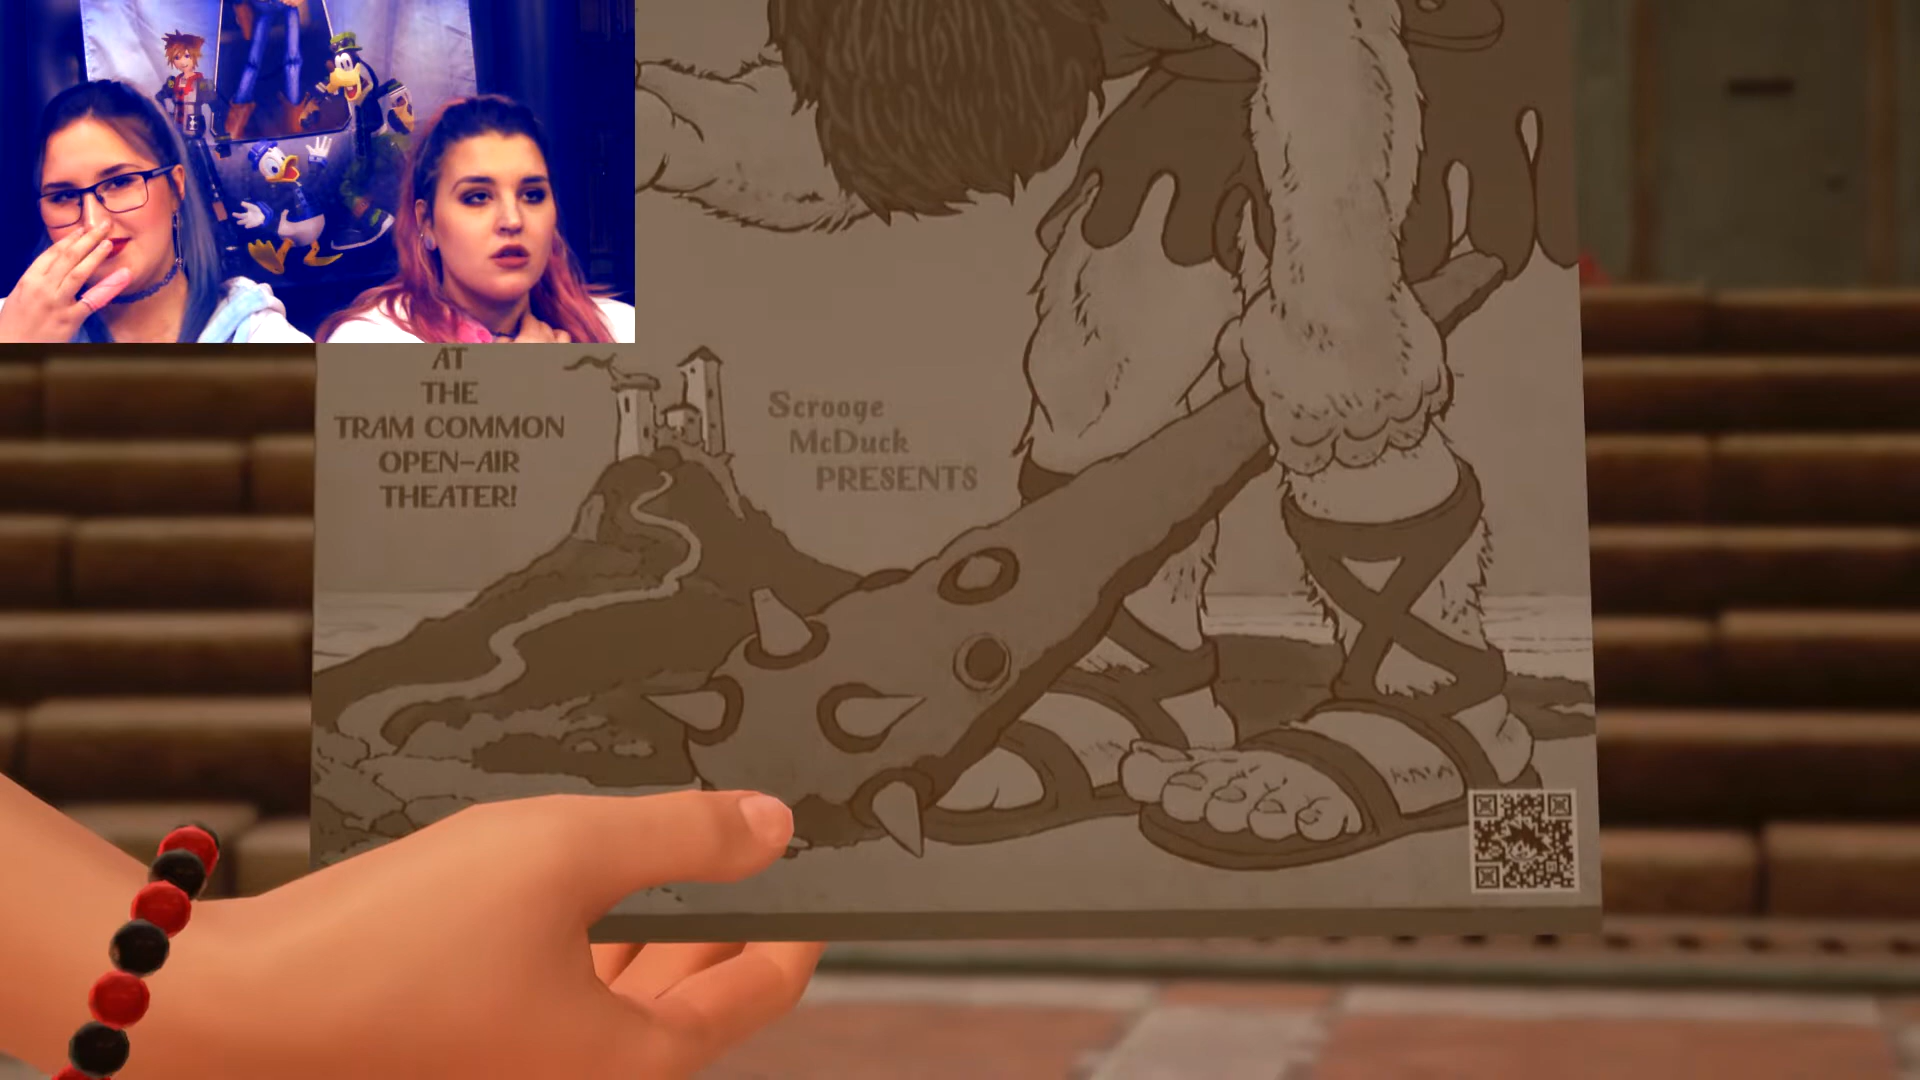 AT
THE
TRAM COMMON
OPEN-AIR
THEATER!
Scrooge
McDuck
PRESENTS